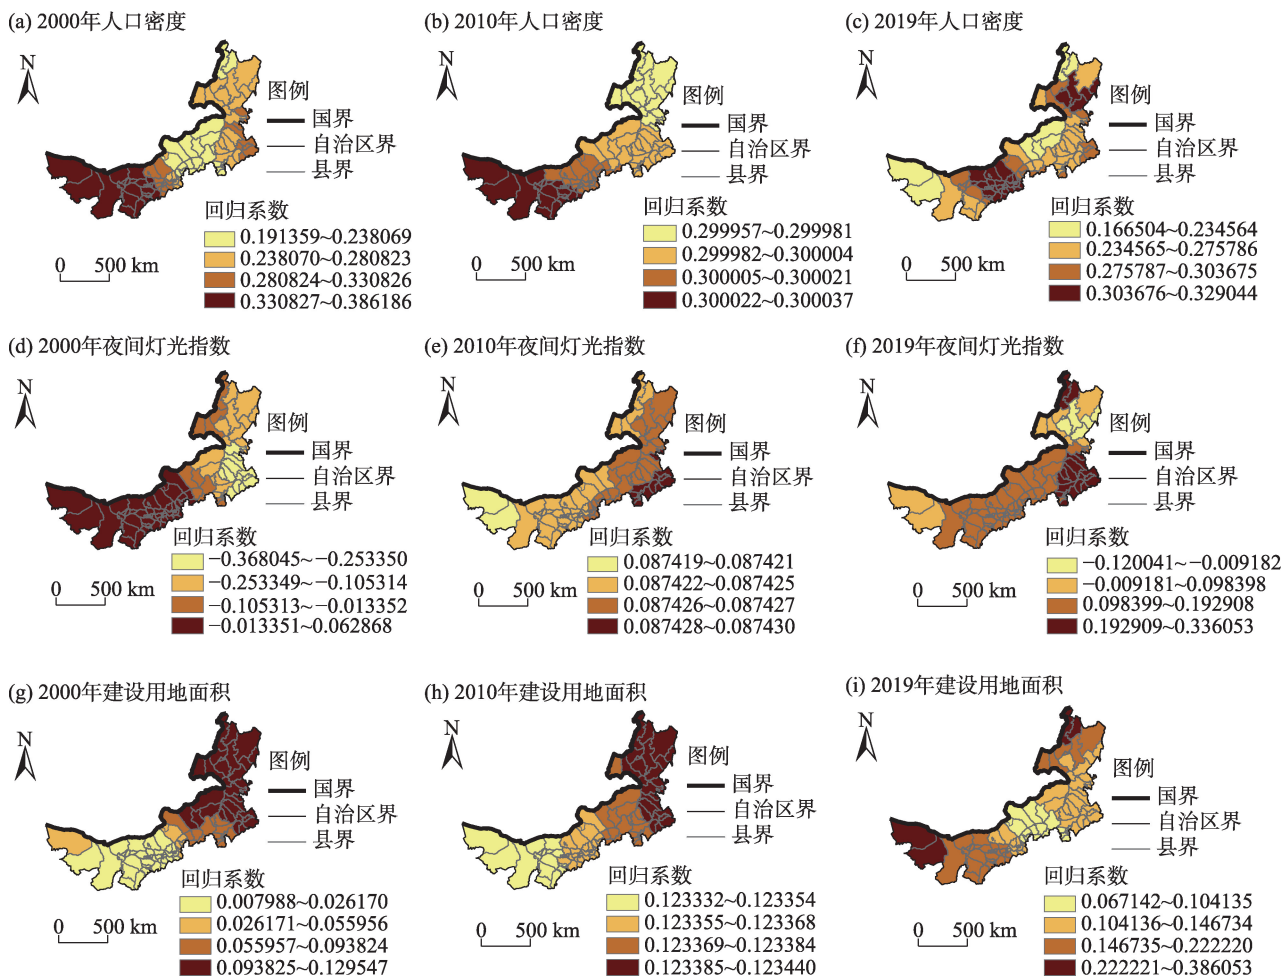 (a) 2000年人口密度
N
图例
国界
自治区界
县界
回归系数
0.191359~0.238069
0.238070~0.280823
0.280824~0.330826
0.330827~0.386186
0 500 km
(b) 2010年人口密度
N
图例
国界
自治区界
县界
回归系数
0.299957~0.299981
0.299982~0.300004
0.300005~0.300021
0.300022~0.300037
0 500 km
(c) 2019年人口密度
N
图例
国界
自治区界
县界
回归系数
0.166504~0.234564
0.234565~0.275786
0.275787~0.303675
0.303676~0.329044
0 500 km
(d) 2000年夜间灯光指数
N
图例
国界
自治区界
县界
回归系数
−0.368045~−0.253350
−0.253349~−0.105314
−0.105313~−0.013352
−0.013351~0.062868
0 500 km
(e) 2010年夜间灯光指数
N
图例
国界
自治区界
县界
回归系数
0.087419~0.087421
0.087422~0.087425
0.087426~0.087427
0.087428~0.087430
0 500 km
(f) 2019年夜间灯光指数
N
图例
国界
自治区界
县界
回归系数
−0.120041~−0.009182
−0.009181~0.098398
0.098399~0.192908
0.192909~0.336053
0 500 km
(g) 2000年建设用地面积
N
图例
国界
自治区界
县界
回归系数
0.007988~0.026170
0.026171~0.055956
0.055957~0.093824
0.093825~0.129547
0 500 km
(h) 2010年建设用地面积
N
图例
国界
自治区界
县界
回归系数
0.123332~0.123354
0.123355~0.123368
0.123369~0.123384
0.123385~0.123440
0 500 km
(i) 2019年建设用地面积
N
图例
国界
自治区界
县界
回归系数
0.067142~0.104135
0.104136~0.146734
0.146735~0.222220
0.222221~0.386053
0 500 km